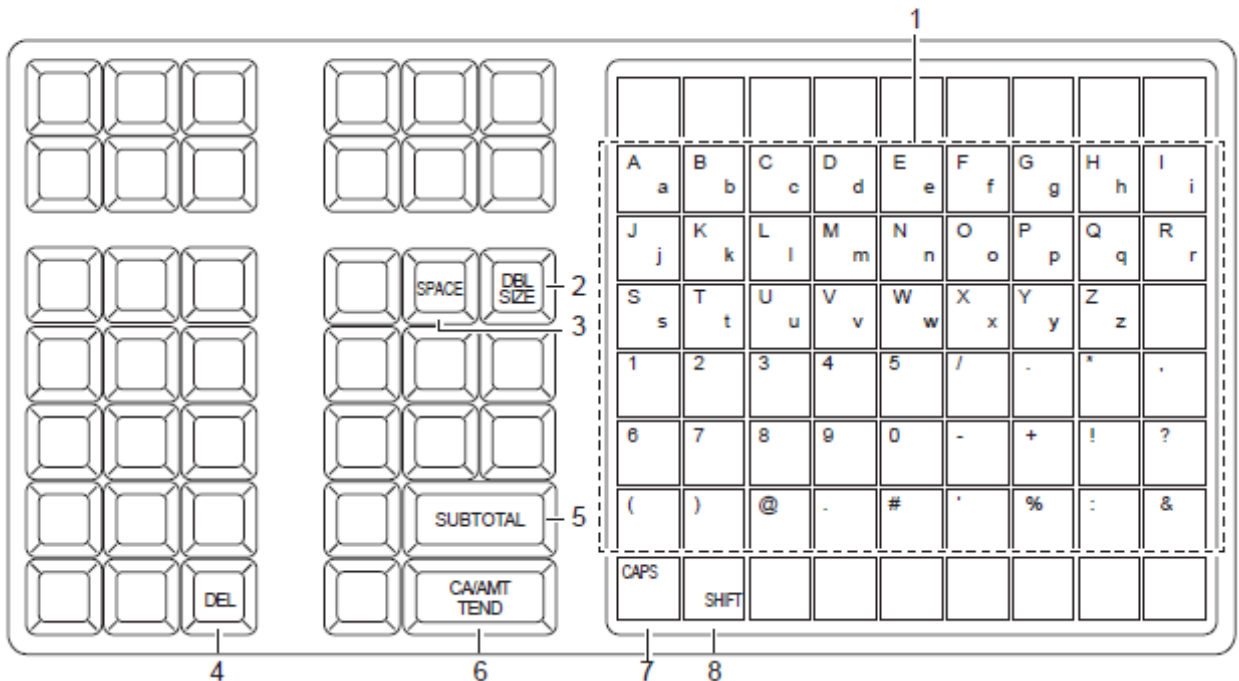 1
A a B b C c D d E e F f G g H h I i
J j K k L l M m N n O o P p Q q R r
SPACE DBL
SIZE 2
3
S s T t U u V v W w X x Y y Z z
1 2 3 4 5 / . * ,
6 7 8 9 0 - + ! ?
SUBTOTAL 5
( ) @ . # ' % : &
DEL
CA/AMT
TEND
CAPS SHIFT
4 6 7 8